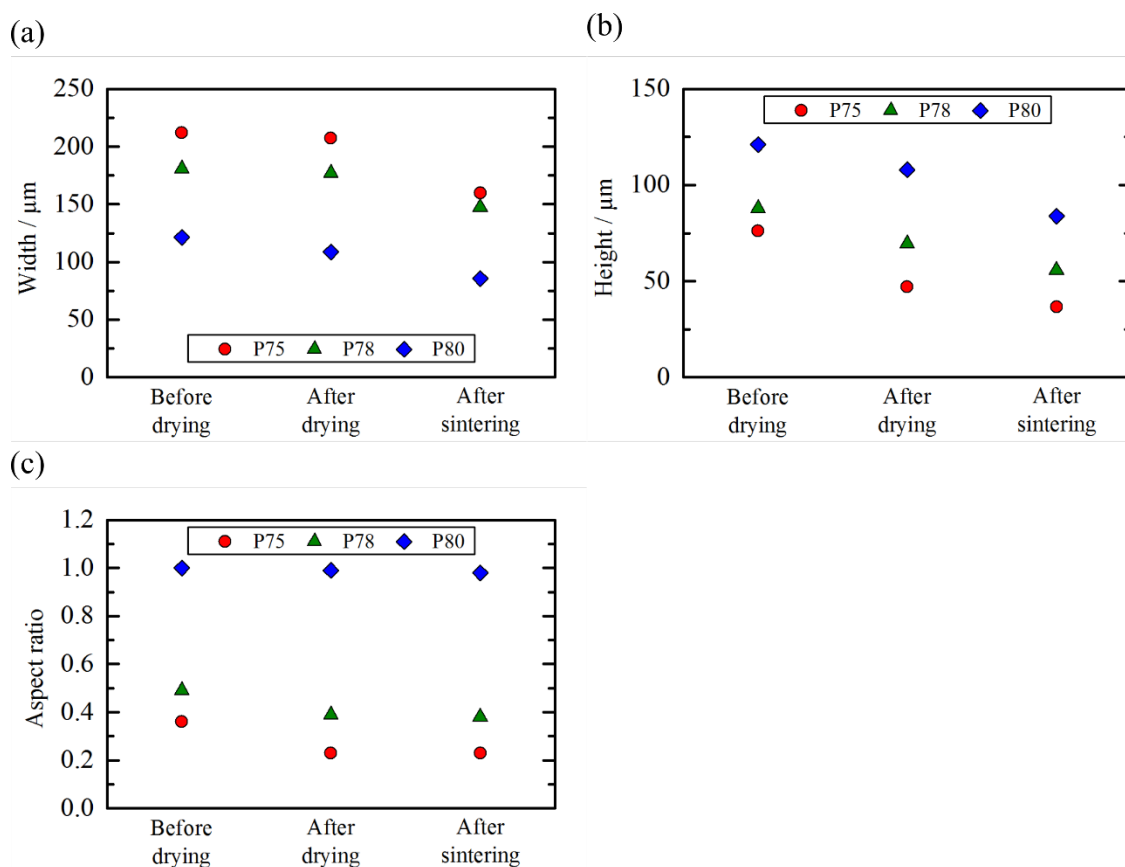 (a)
250
200
150
100
50
0
Width / μm
P75 P78 P80
Before drying
After drying
After sintering
(b)
150
100
50
0
Height / μm
P75 P78 P80
Before drying
After drying
After sintering
(c)
1.2
1.0
0.8
0.6
0.4
0.2
0.0
Aspect ratio
P75 P78 P80
Before drying
After drying
After sintering